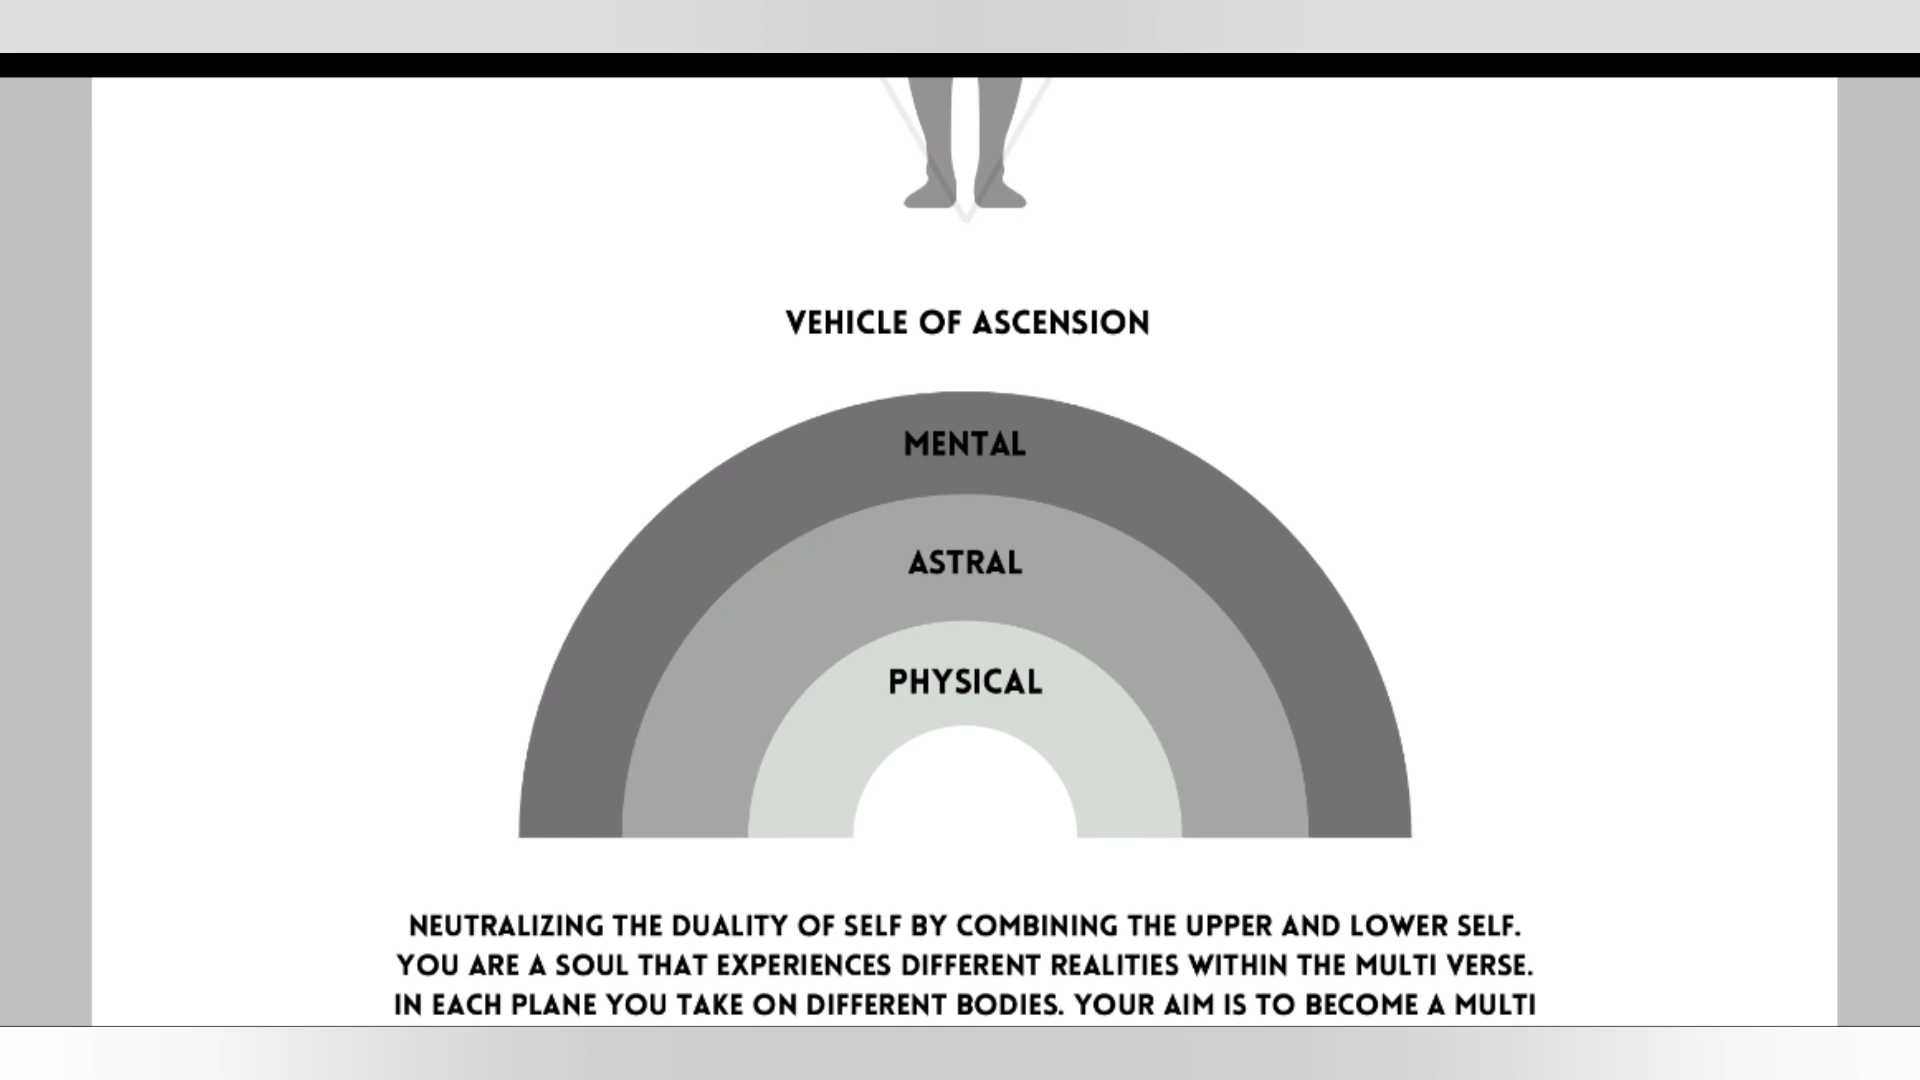 VEHICLE OF ASCENSION
MENTAL
ASTRAL
PHYSICAL
NEUTRALIZING THE DUALITY OF SELF BY COMBINING THE UPPER AND LOWER SELF.
YOU ARE A SOUL THAT EXPERIENCES DIFFERENT REALITIES WITHIN THE MULTI VERSE.
IN EACH PLANE YOU TAKE ON DIFFERENT BODIES. YOUR AIM IS TO BECOME A MULTI